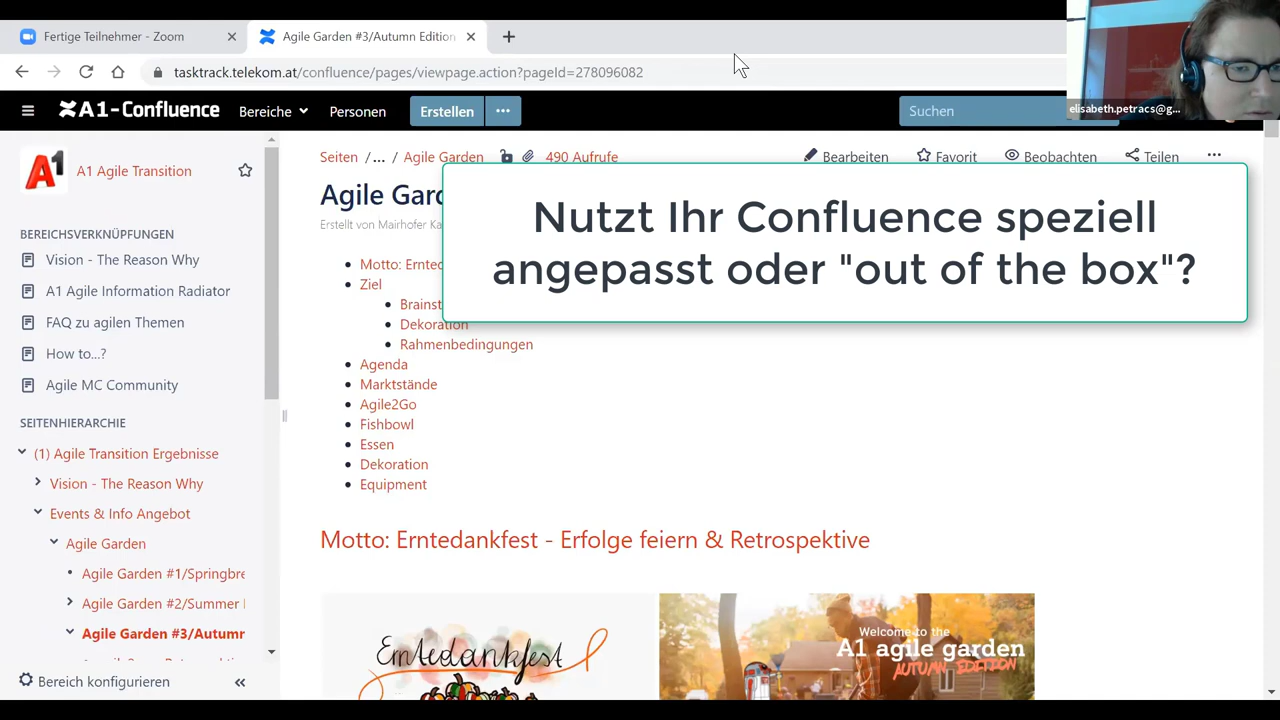 Fertige Teilnehmer - Zoom
Agile Garden #3/Autumn Edition
tasktrack.telekom.at/confluence/pages/viewpage.action?pageId=278096082
A1-Confluence
Bereiche
Personen
Erstellen
Suchen
elisabeth.petracs@g...
A1
A1 Agile Transition
BEREICHSVERKNÜPFUNGEN
Vision - The Reason Why
A1 Agile Information Radiator
FAQ zu agilen Themen
How to...?
Agile MC Community
SEITENHIERARCHIE
(1) Agile Transition Ergebnisse
Vision - The Reason Why
Events & Info Angebot
Agile Garden
Agile Garden #1/Springbre
Agile Garden #2/Summer
Agile Garden #3/Autumn
Bereich konfigurieren
Seiten /... / Agile Garden
490 Aufrufe
Bearbeiten
Favorit
Beobachten
Teilen
Agile Gard
Erstellt von Mairhofer Ka
Nutzt Ihr Confluence speziell
angepasst oder "out of the box"?
Motto: Ernted
Ziel
Brainst
Dekoration
Rahmenbedingungen
Agenda
Marktstände
Agile2Go
Fishbowl
Essen
Dekoration
Equipment
Motto: Erntedankfest - Erfolge feiern & Retrospektive
Erntedankfest
Welcome to the
A1 agile garden
AUTUMN EDITION